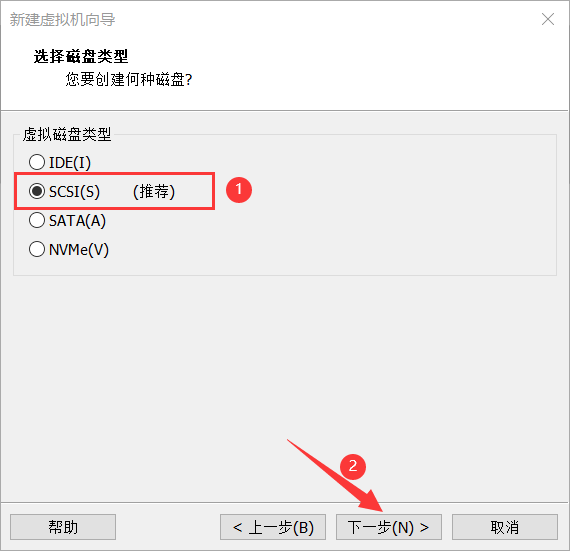 新建虚拟机向导
选择磁盘类型
您要创建何种磁盘?
虚拟磁盘类型
IDE(I)
SCSI(S) (推荐)
1
SATA(A)
NVMe(V)
2
帮助
< 上一步(B)
下一步(N) >
取消